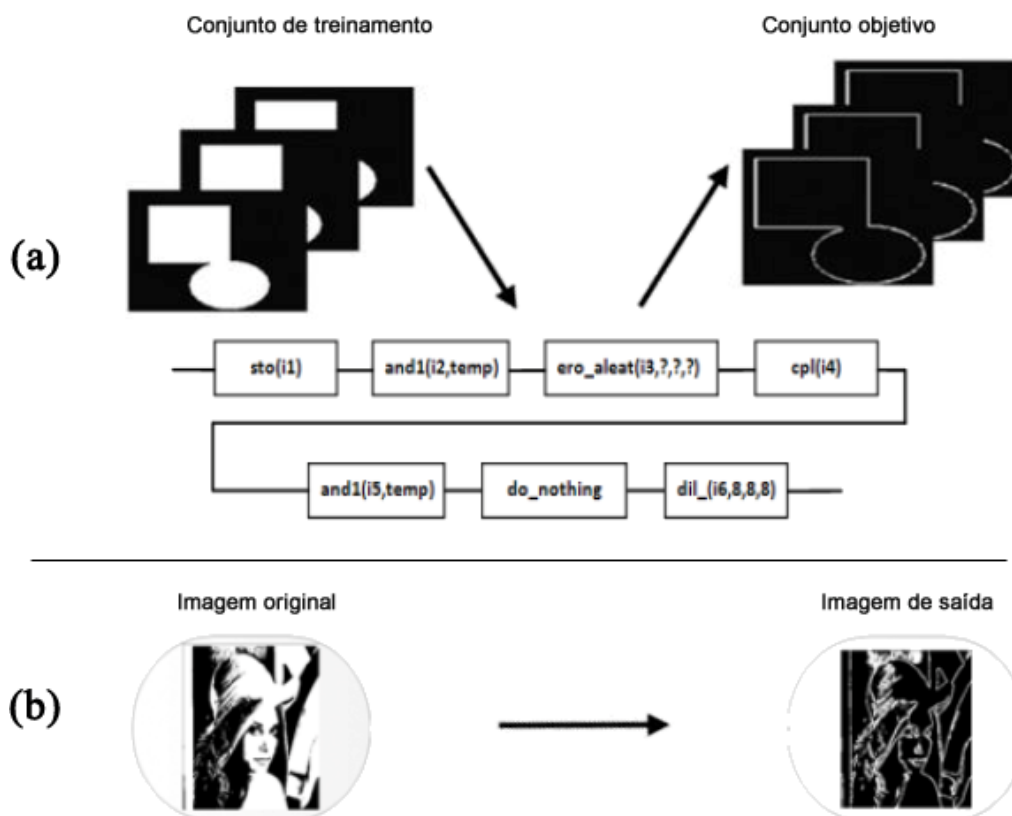 Conjunto de treinamento
Conjunto objetivo
(a)
sto(i1)
and1(i2,temp)
ero_aleat(i3,?,?,?)
cpl(i4)
and1(i5,temp)
do_nothing
dil_(i6,8,8,8)
Imagem original
Imagem de saída
(b)